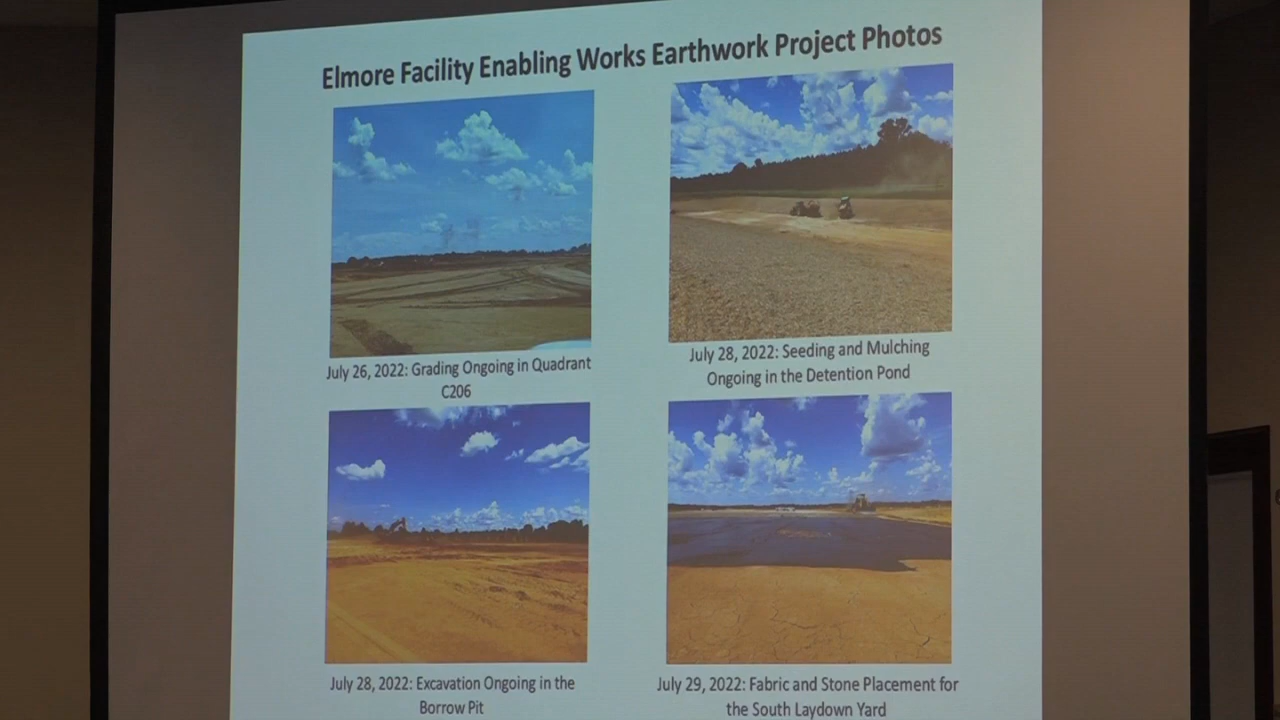 Elmore Facility Enabling Works Earthwork Project Photos
July 26, 2022: Grading Ongoing in Quadrant
C206
July 28, 2022: Seeding and Mulching
Ongoing in the Detention Pond
July 28, 2022: Excavation Ongoing in the
Borrow Pit
July 29, 2022: Fabric and Stone Placement for
the South Laydown Yard